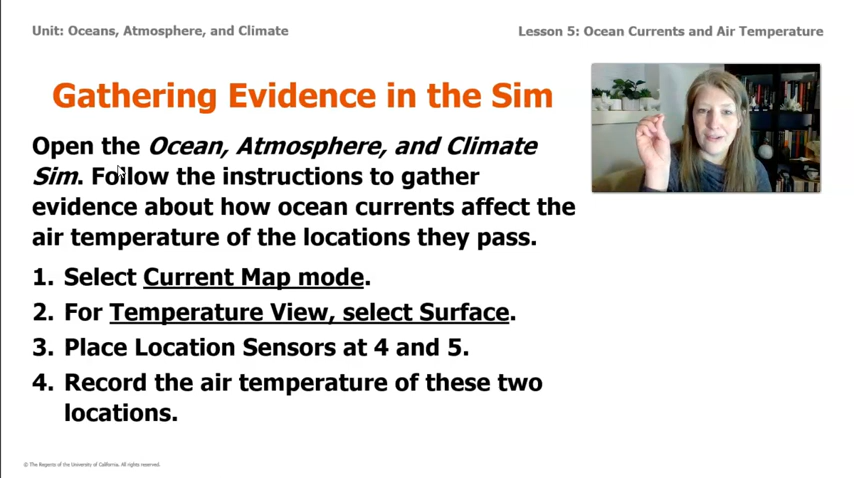 Unit: Oceans, Atmosphere, and Climate
Lesson 5: Ocean Currents and Air Temperature
Gathering Evidence in the Sim
Open the Ocean, Atmosphere, and Climate
Sim. Follow the instructions to gather
evidence about how ocean currents affect the
air temperature of the locations they pass.
1. Select Current Map mode.
2. For Temperature View, select Surface.
3. Place Location Sensors at 4 and 5.
4. Record the air temperature of these two
locations.
© The Regents of the University of California. All rights reserved.